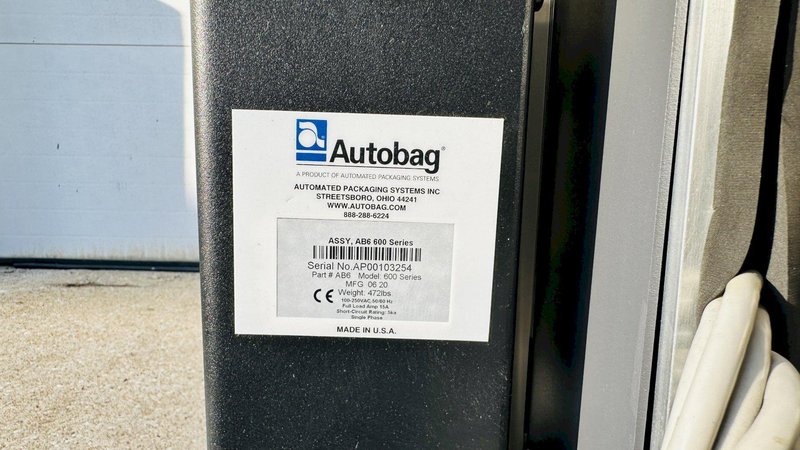 a
Autobag®
A PRODUCT OF AUTOMATED PACKAGING SYSTEMS
AUTOMATED PACKAGING SYSTEMS INC
STREETSBORO, OHIO 44241
WWW.AUTOBAG.COM
888-288-6224
ASSY, AB6 600 Series
Serial No.AP00103254
Part # AB6 Model: 600 Series
MFG 06 20
Weight: 472lbs
CE
100-250VAC, 50/60 Hz
Full Load Amp 15A
Short-Circuit Rating: 5ka
Single Phase
MADE IN U.S.A.